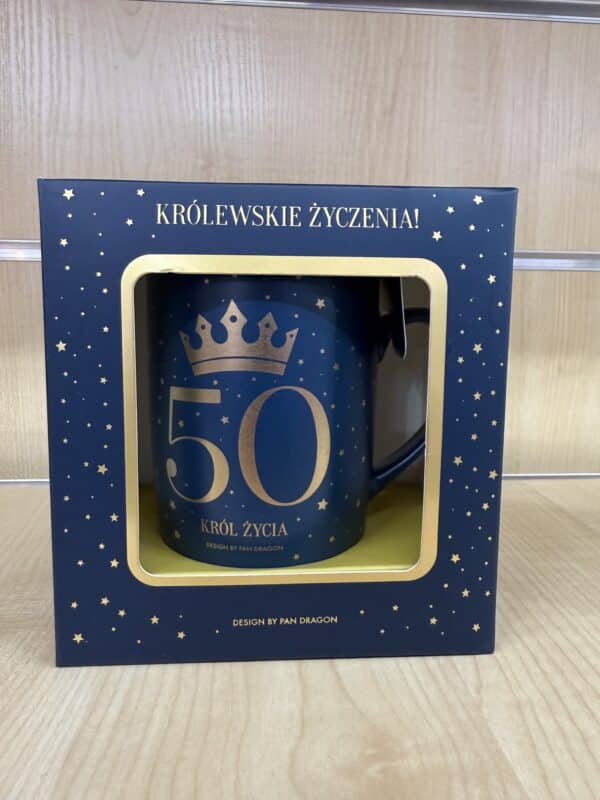 KRÓLEWSKIE ŻYCZENIA!
50
KRÓL ŻYCIA
DESIGN BY PAN DRAGON
DESIGN BY PAN DRAGON